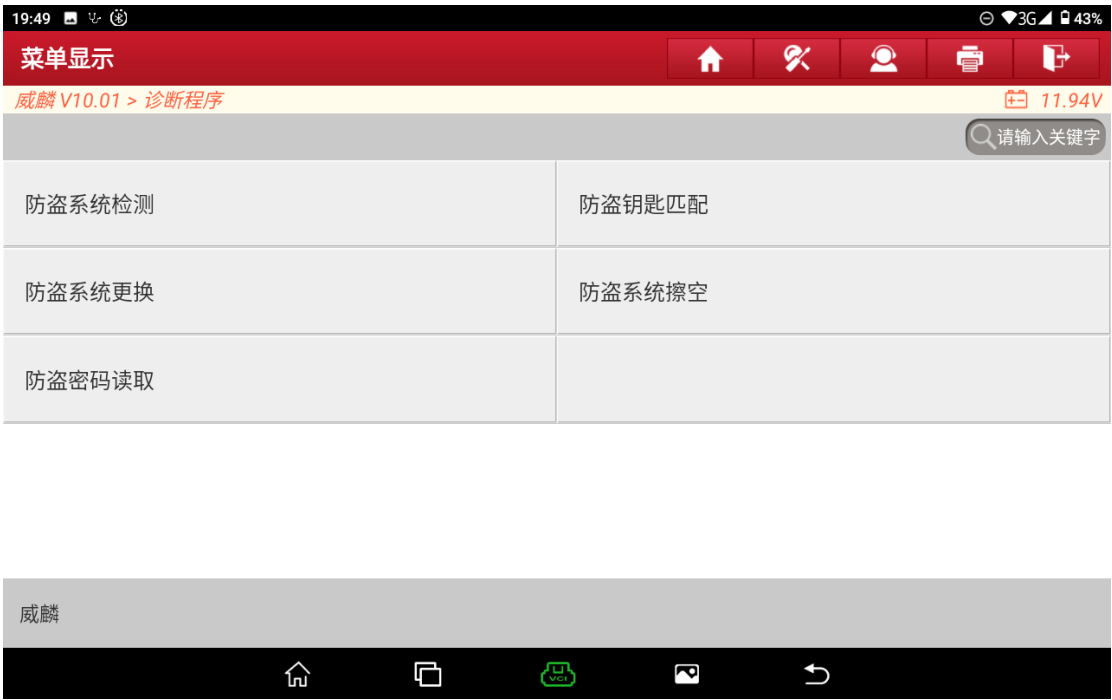 19:49 3G 43%
菜单显示
威麟 V10.01 > 诊断程序 11.94V
请输入关键字
防盗系统检测 防盗钥匙匹配
防盗系统更换 防盗系统擦空
防盗密码读取
威麟
VCI